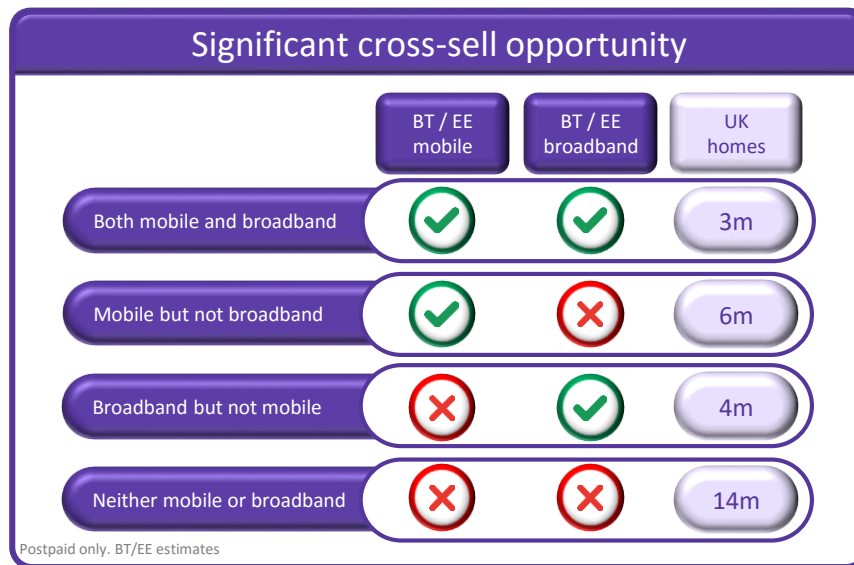 Significant cross-sell opportunity
BT / EE
mobile
BT / EE
broadband
UK
homes
Both mobile and broadband
3m
Mobile but not broadband
6m
Broadband but not mobile
4m
Neither mobile or broadband
14m
Postpaid only. BT/EE estimates